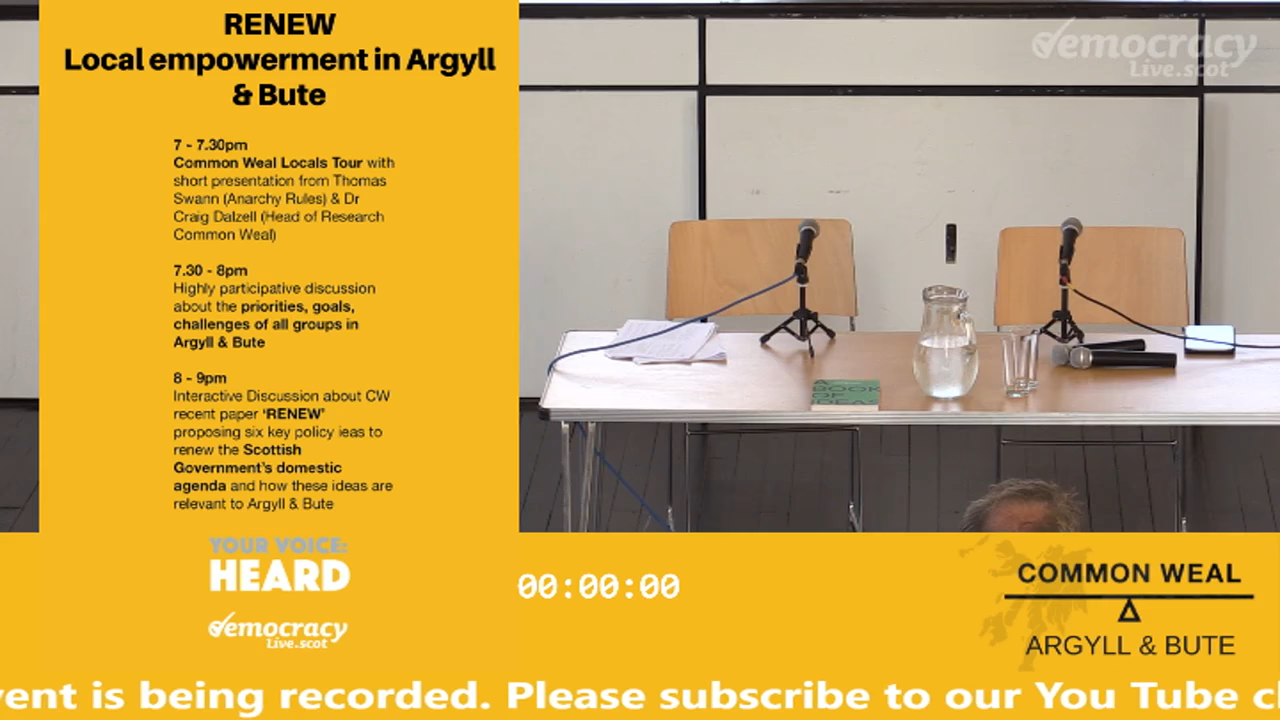 RENEW
Local empowerment in Argyll
& Bute
7 - 7.30pm
Common Weal Locals Tour with
short presentation from Thomas
Swann (Anarchy Rules) & Dr
Craig Dalzell (Head of Research
Common Weal)
7.30 - 8pm
Highly participative discussion
about the priorities, goals,
challenges of all groups in
Argyll & Bute
8 - 9pm
Interactive Discussion about CW
recent paper ‘RENEW’
proposing six key policy ieas to
renew the Scottish
Government's domestic
agenda and how these ideas are
relevant to Argyll & Bute
YOUR VOICE:
HEARD
democracy
Live.scot
democracy
Live.scot
A
BOOK
OF
00:00:00
COMMON WEAL
ARGYLL & BUTE
vent is being recorded. Please subscribe to our You Tube c